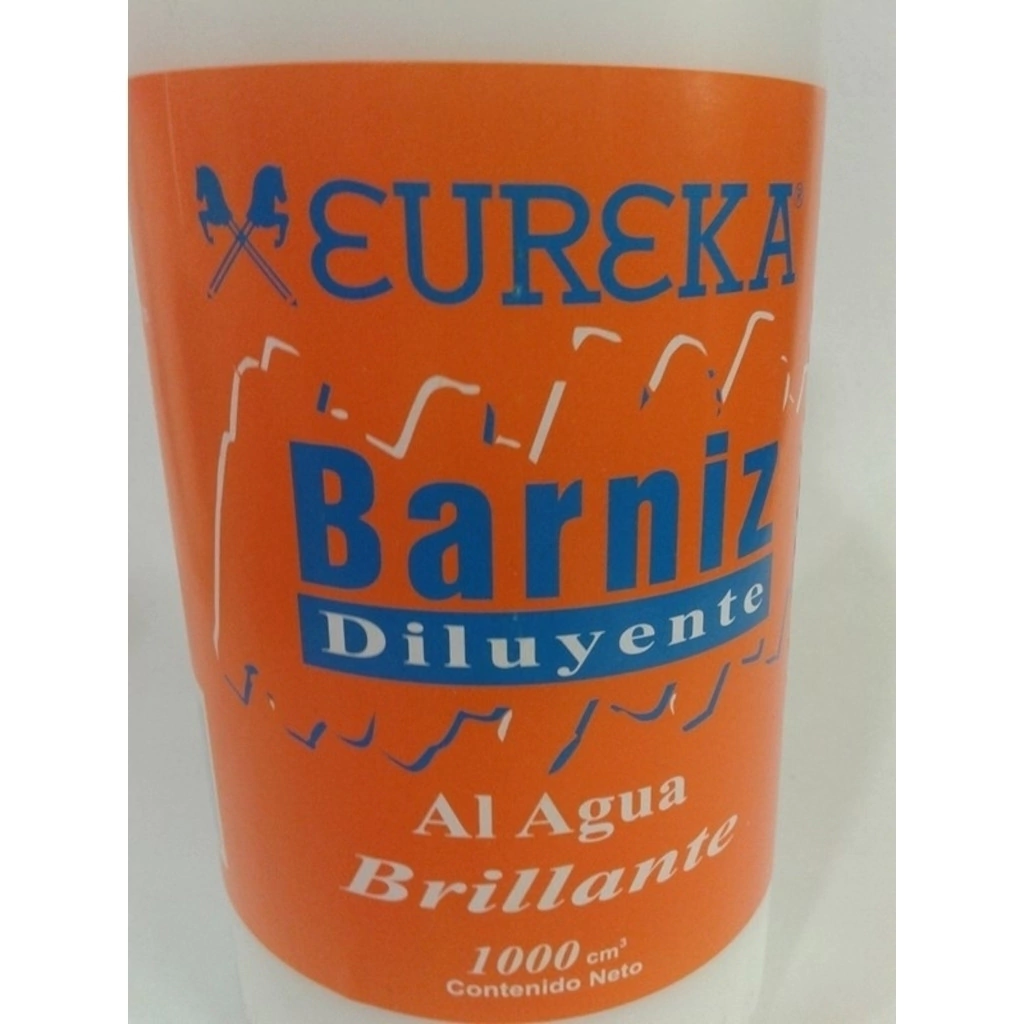 EUREKA®
Barniz
Diluyente
Al Agua
Brillante
1000 cm³
Contenido Neto